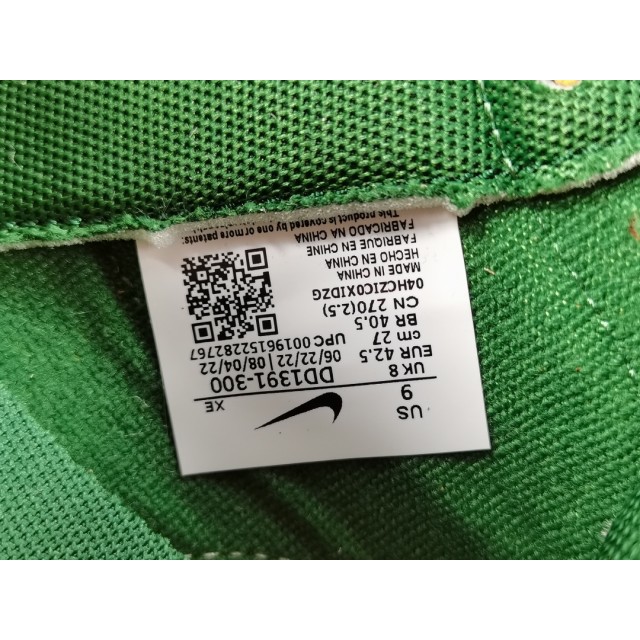 US
9
UK 8
EUR 42.5
cm 27
BR 40.5
CN 270(2.5)
04HCZIC0XIDZG
MADE IN CHINA
HECHO EN CHINA
FABRIQUE EN CHINE
FABRICADO NA CHINA
This product is covered by one
or more patents:
XE
DD1391-300
06/22/22 | 08/04/22
UPC 00196152282767